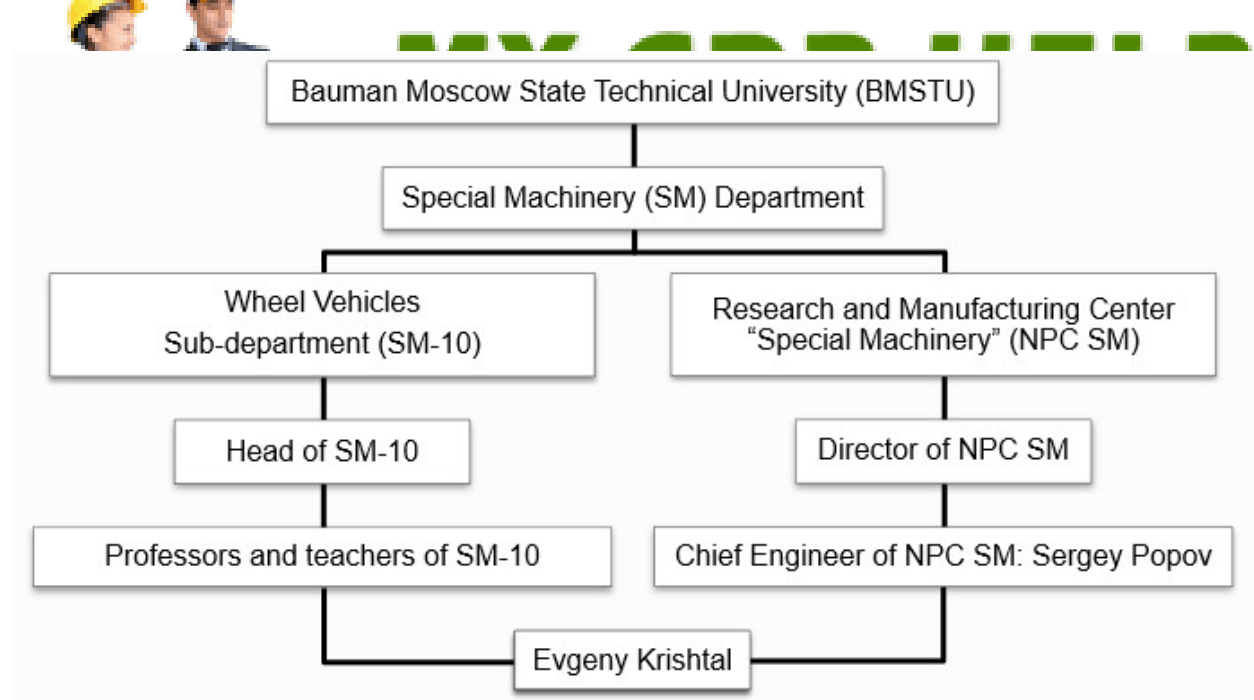 Bauman Moscow State Technical University (BMSTU)
Special Machinery (SM) Department
Wheel Vehicles
Sub-department (SM-10)
Research and Manufacturing Center
“Special Machinery” (NPC SM)
Head of SM-10
Director of NPC SM
Professors and teachers of SM-10
Chief Engineer of NPC SM: Sergey Popov
Evgeny Krishtal